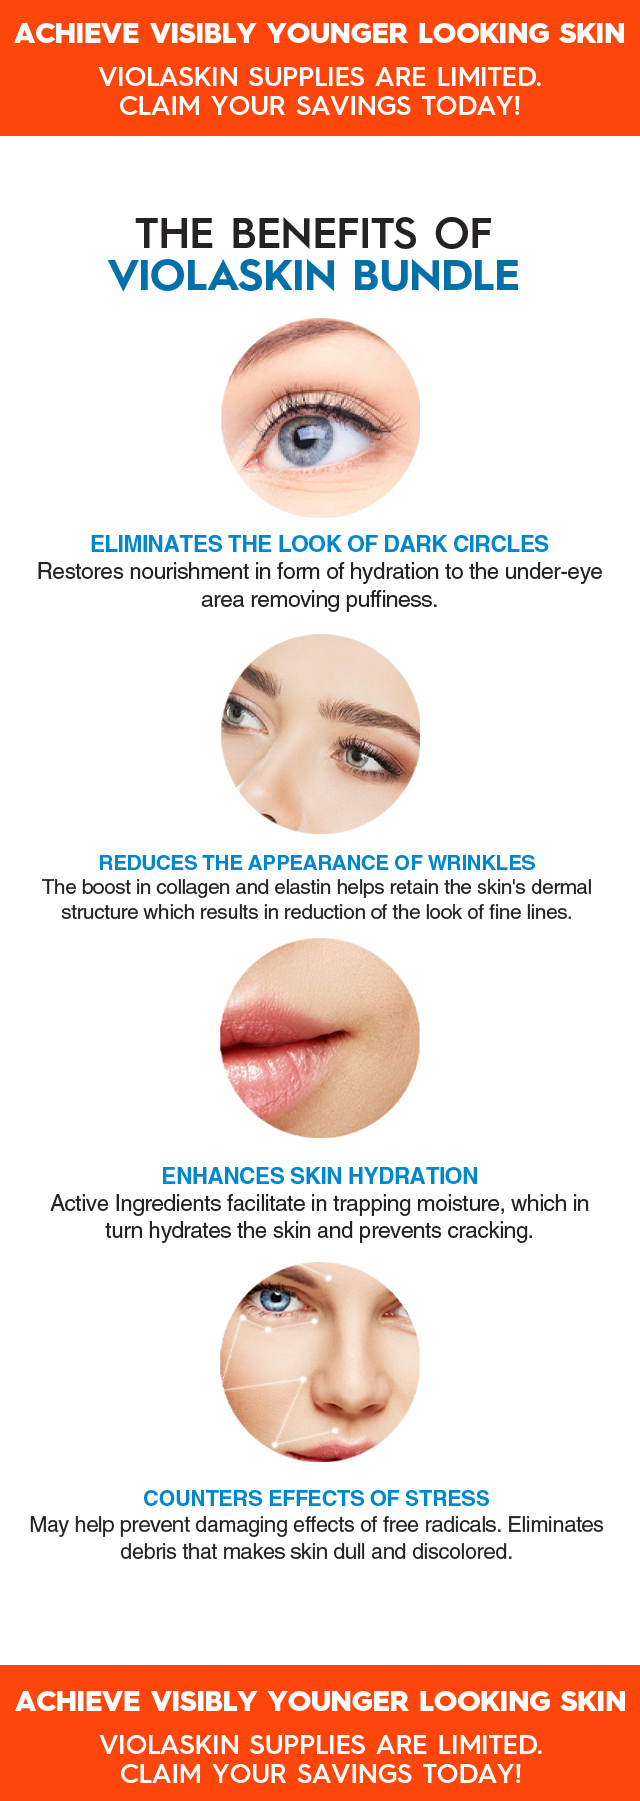 ACHIEVE VISIBLY YOUNGER LOOKING SKIN
VIOLASKIN SUPPLIES ARE LIMITED.
CLAIM YOUR SAVINGS TODAY!
THE BENEFITS OF
VIOLASKIN BUNDLE
ELIMINATES THE LOOK OF DARK CIRCLES
Restores nourishment in form of hydration to the under-eye
area removing puffiness.
REDUCES THE APPEARANCE OF WRINKLES
The boost in collagen and elastin helps retain the skin's dermal
structure which results in reduction of the look of fine lines.
ENHANCES SKIN HYDRATION
Active Ingredients facilitate in trapping moisture, which in
turn hydrates the skin and prevents cracking.
COUNTERS EFFECTS OF STRESS
May help prevent damaging effects of free radicals. Eliminates
debris that makes skin dull and discolored.
ACHIEVE VISIBLY YOUNGER LOOKING SKIN
VIOLASKIN SUPPLIES ARE LIMITED.
CLAIM YOUR SAVINGS TODAY!